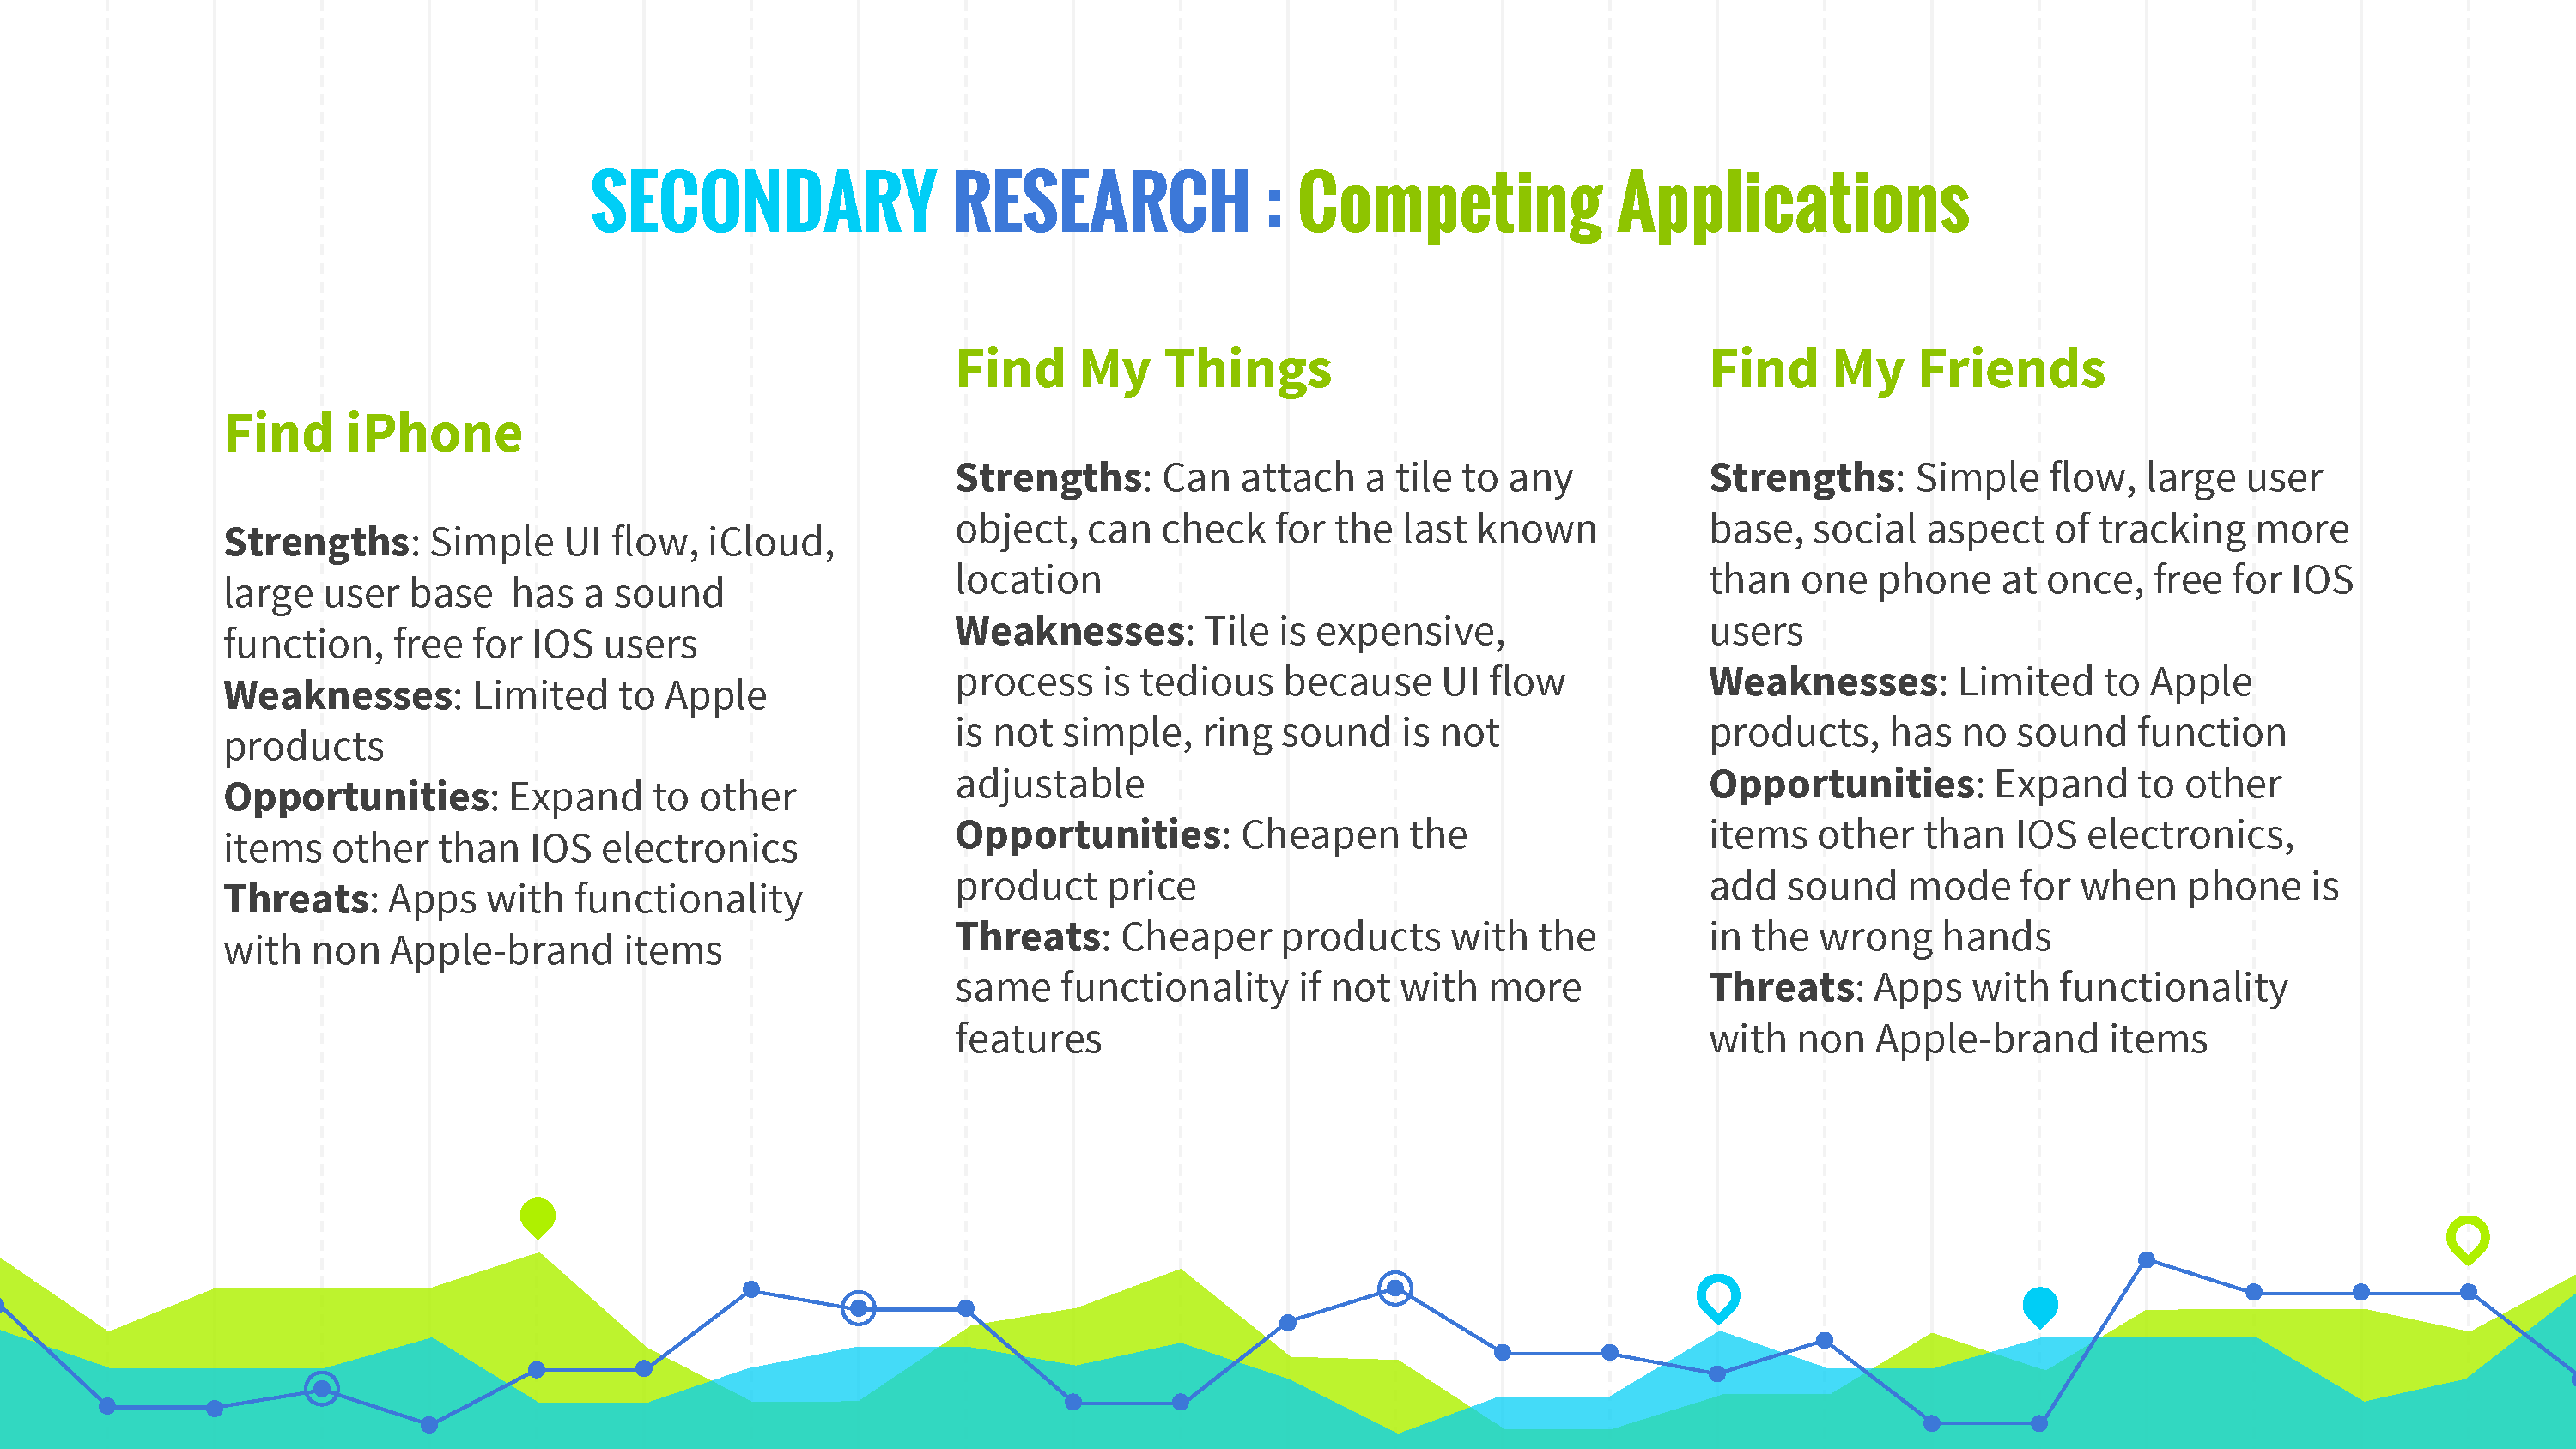 SECONDARY RESEARCH : Competing Applications
Find iPhone
Strengths: Simple UI flow, iCloud,
large user base has a sound
function, free for IOS users
Weaknesses: Limited to Apple
products
Opportunities: Expand to other
items other than IOS electronics
Threats: Apps with functionality
with non Apple-brand items
Find My Things
Strengths: Can attach a tile to any
object, can check for the last known
location
Weaknesses: Tile is expensive,
process is tedious because UI flow
is not simple, ring sound is not
adjustable
Opportunities: Cheapen the
product price
Threats: Cheaper products with the
same functionality if not with more
features
Find My Friends
Strengths: Simple flow, large user
base, social aspect of tracking more
than one phone at once, free for IOS
users
Weaknesses: Limited to Apple
products, has no sound function
Opportunities: Expand to other
items other than IOS electronics,
add sound mode for when phone is
in the wrong hands
Threats: Apps with functionality
with non Apple-brand items